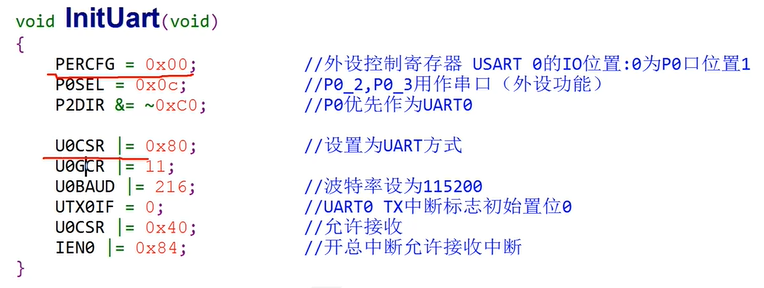 void InitUart(void)
{
PERCFG = 0x00; //外设控制寄存器 USART 0的IO位置:0为P0口位置1
P0SEL = 0x0c; //P0_2,P0_3用作串口（外设功能）
P2DIR &= ~0xC0; //P0优先作为UART0
U0CSR |= 0x80; //设置为UART方式
U0GCR |= 11;
U0BAUD |= 216; //波特率设为115200
UTX0IF = 0; //UART0 TX中断标志初始置位0
U0CSR |= 0x40; //允许接收
IEN0 |= 0x84; //开总中断允许接收中断
}